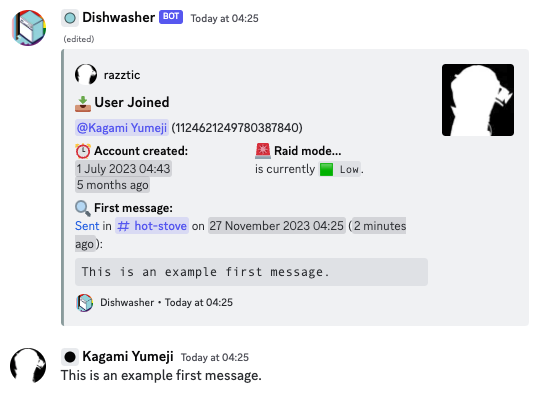 Dishwasher BOT Today at 04:25
(edited)
razztic
User Joined
@Kagami Yumeji (1124621249780387840)
Account created:
1 July 2023 04:43
5 months ago
Raid mode...
is currently Low.
First message:
Sent in # hot-stove on 27 November 2023 04:25 (2 minutes
ago):
This is an example first message.
Dishwasher • Today at 04:25
Kagami Yumeji Today at 04:25
This is an example first message.